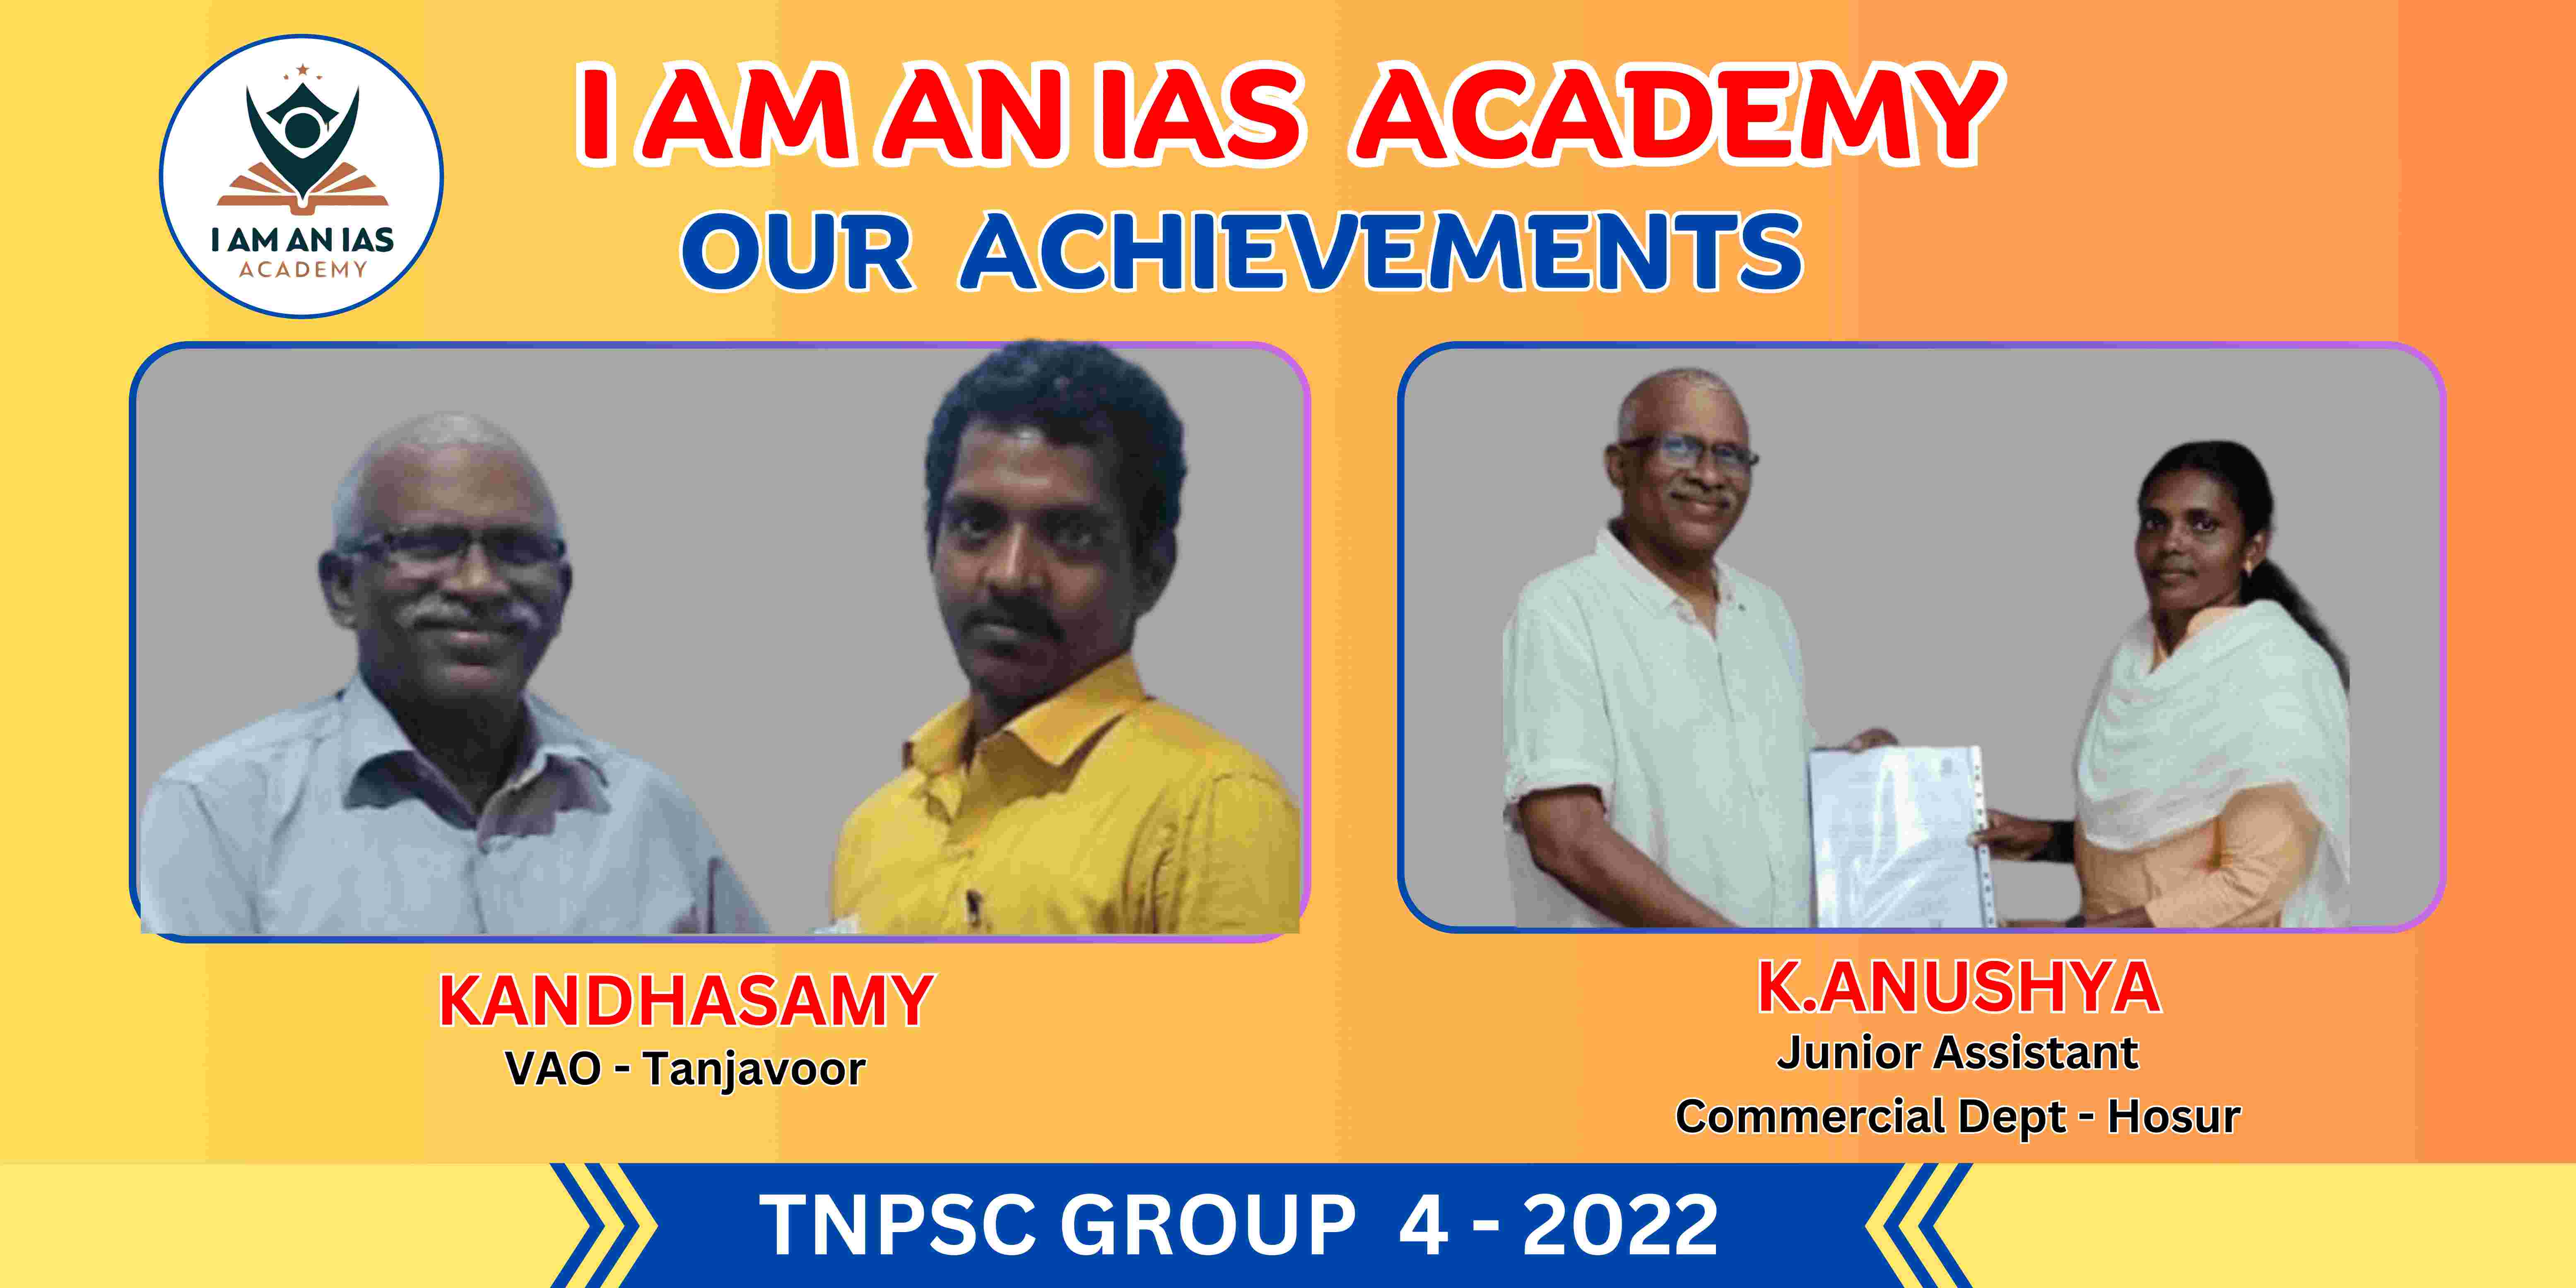 I AM AN IAS ACADEMY
OUR ACHIEVEMENTS
I AM AN IAS
ACADEMY
KANDHASAMY
VAO - Tanjavoor
K.ANUSHYA
Junior Assistant
Commercial Dept - Hosur
TNPSC GROUP 4 - 2022